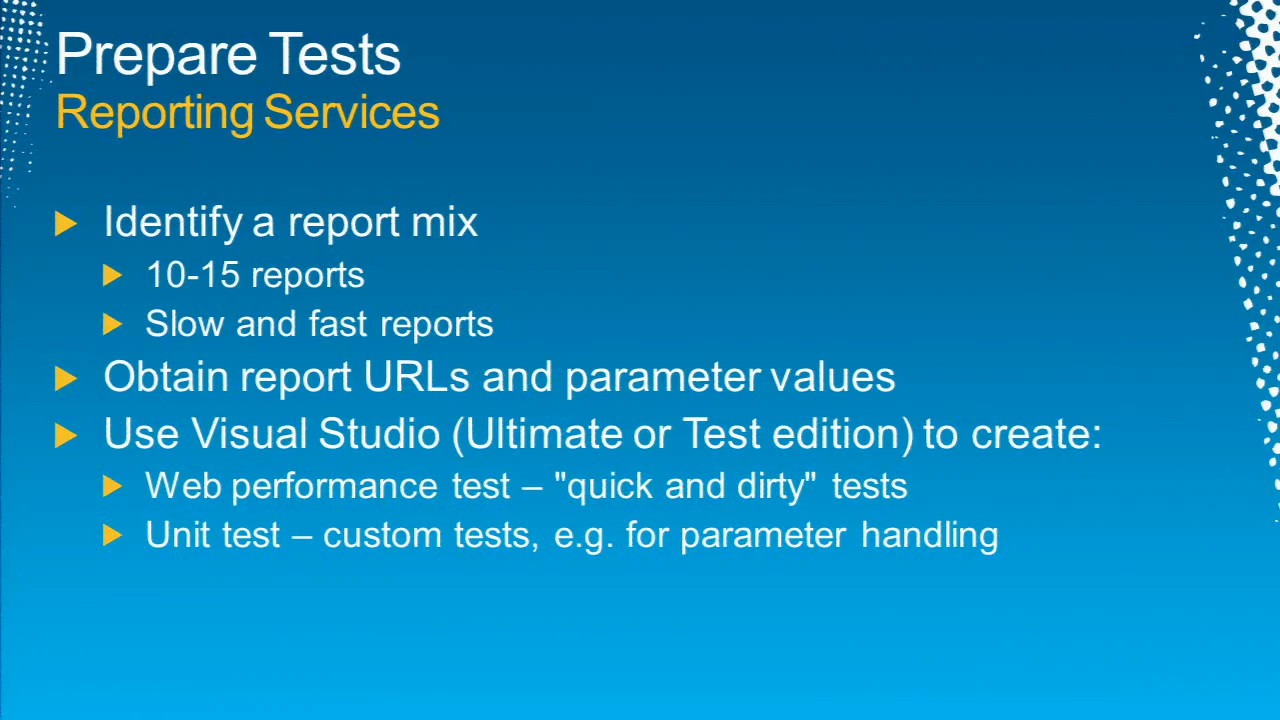 Prepare Tests
Reporting Services
Identify a report mix
10-15 reports
Slow and fast reports
Obtain report URLs and parameter values
Use Visual Studio (Ultimate or Test edition) to create:
Web performance test – "quick and dirty" tests
Unit test – custom tests, e.g. for parameter handling